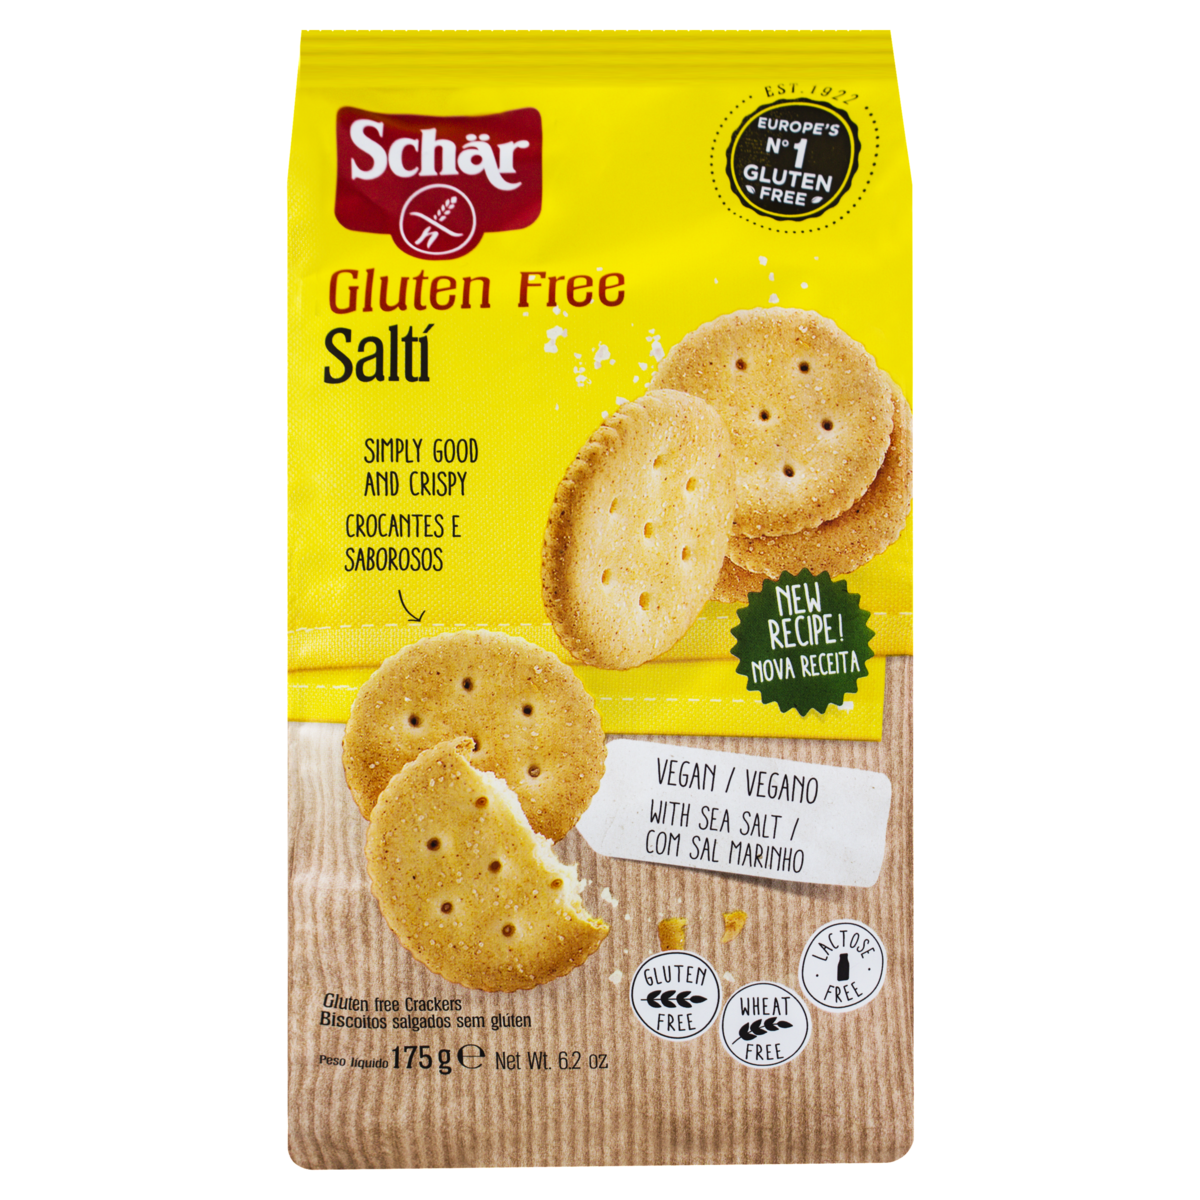 EST. 1922
EUROPE'S
Nº 1
GLUTEN
FREE
Schär
Gluten Free
Saltí
SIMPLY GOOD
AND CRISPY
CROCANTES E
SABOROSOS
NEW
RECIPE!
NOVA RECEITA
VEGAN / VEGANO
WITH SEA SALT /
COM SAL MARINHO
LACTOSE
FREE
GLUTEN
FREE
WHEAT
FREE
Gluten free Crackers
Biscoitos salgados sem glúten
Peso líquido 175 g ℮ Net Wt. 6.2 oz